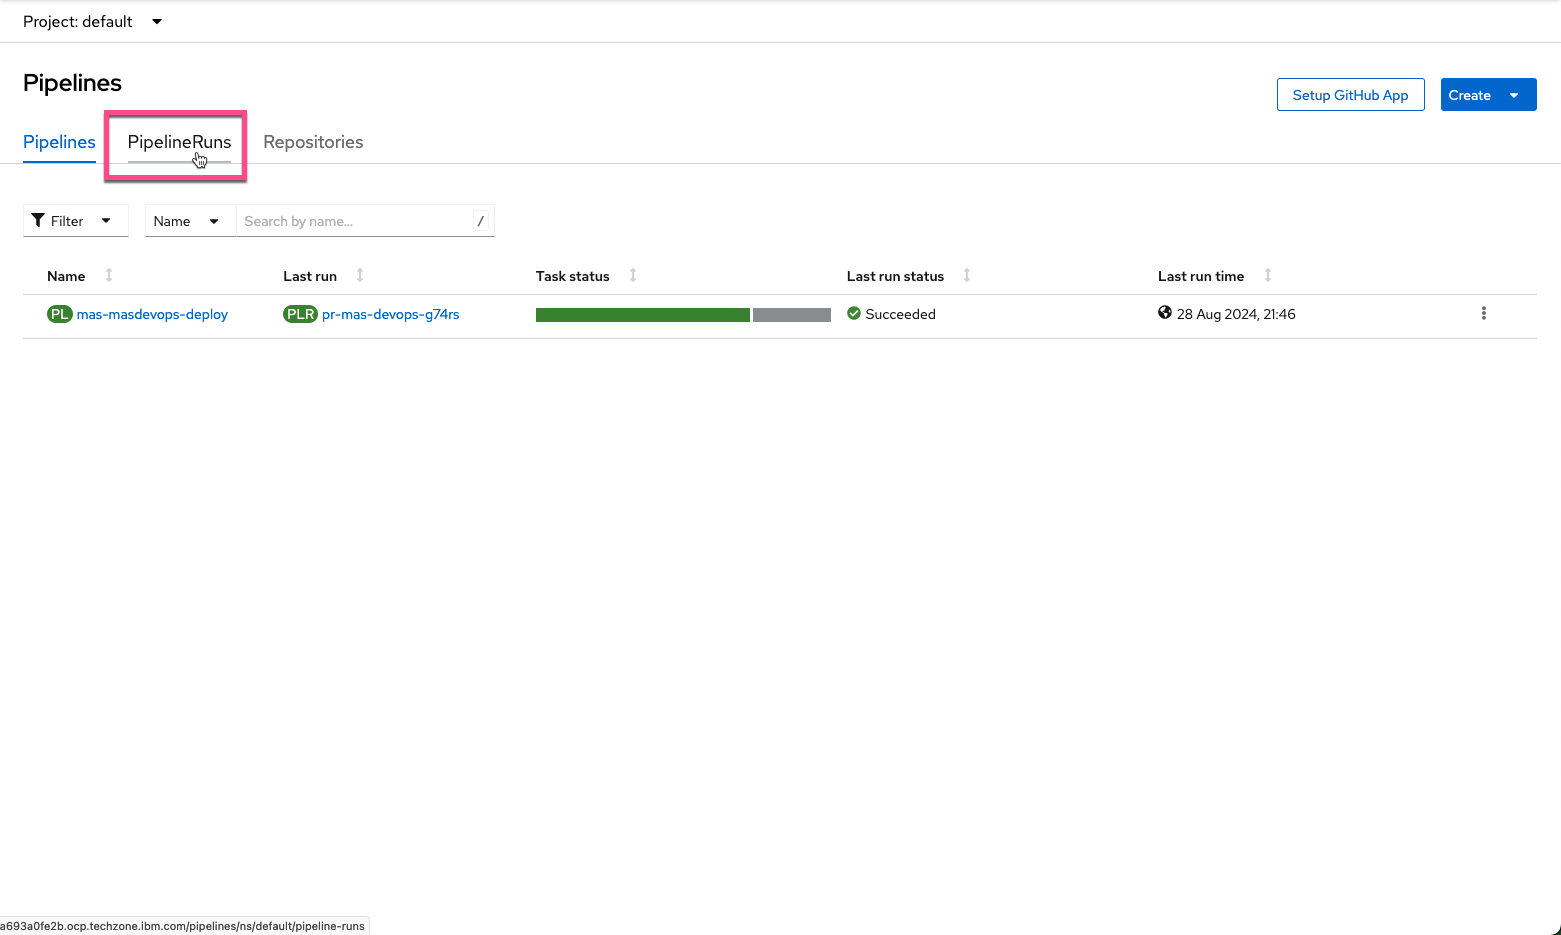 Project: default
Pipelines
Setup GitHub App
Create
Pipelines PipelineRuns Repositories
Filter Name Search by name... /
Name Last run Task status Last run status Last run time
PL mas-masdevops-deploy PLR pr-mas-devops-g74rs Succeeded 28 Aug 2024, 21:46
a693a0fe2b.ocp.techzone.ibm.com/pipelines/ns/default/pipeline-runs